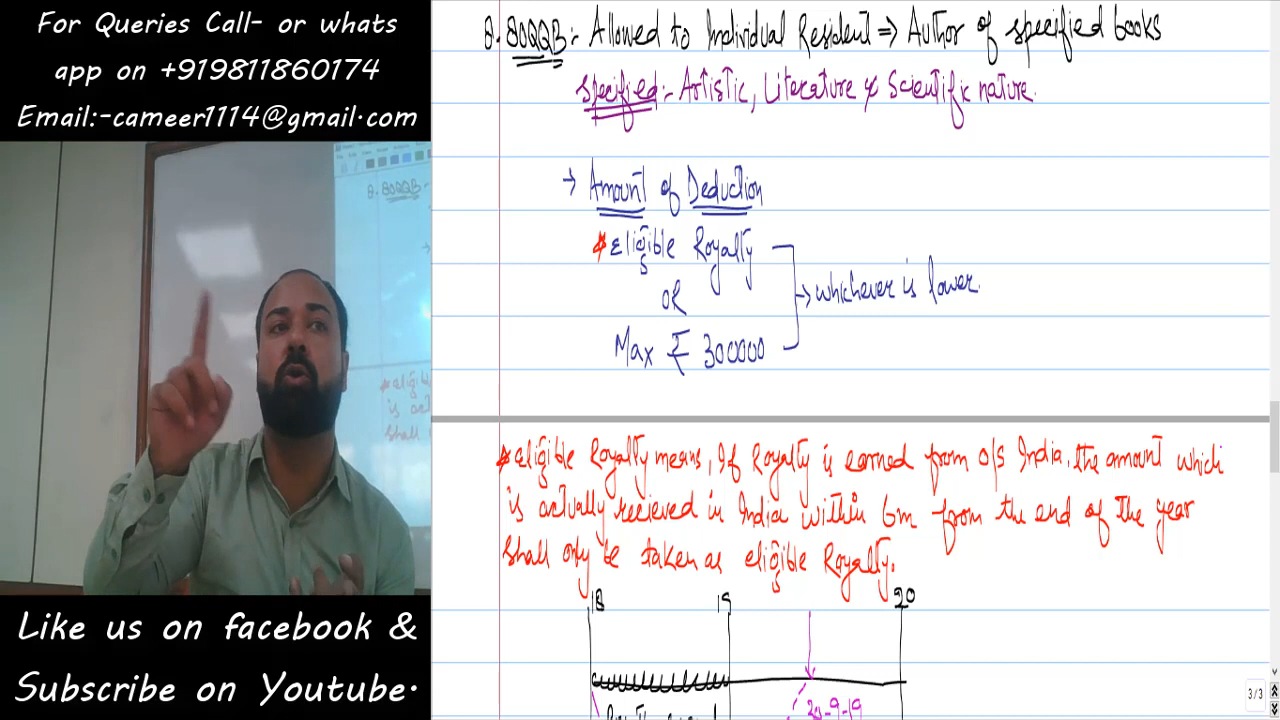 For Queries Call- or whats
app on +919811860174
Email:-cameer1114@gmail.com
8.80QQB:- Allowed to Individual Resident ⇒ Author of specified books
Specified:- Artistic, Literature & Scientific nature.
→ Amount of Deduction
*Eligible Royalty
OR
Max ₹ 300000
→ whichever is lower.
*Eligible Royalty means, If Royalty is earned from o/s India, the amount which
is actually recieved in India within 6m from the end of the year
shall only be taken as eligible Royalty.
18 19 20
Like us on facebook &
Subscribe on Youtube.
3/3